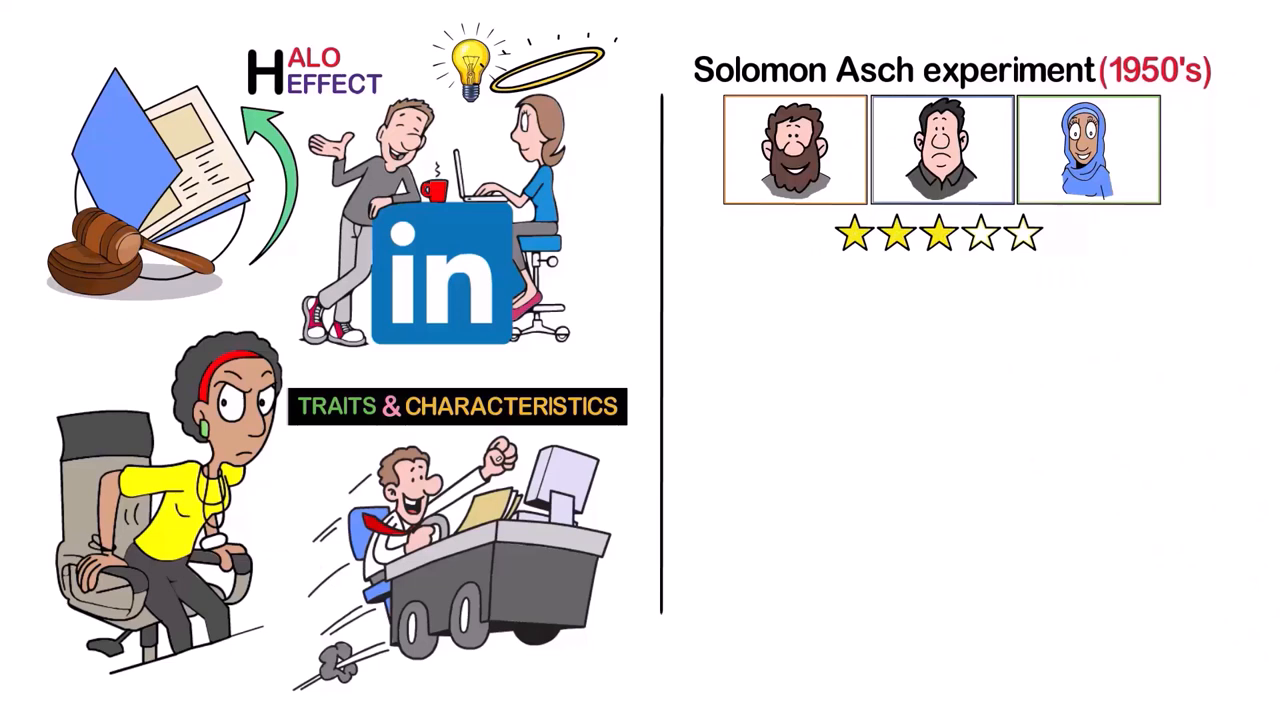 HALO
EFFECT
Solomon Asch experiment (1950's)
in
TRAITS & CHARACTERISTICS